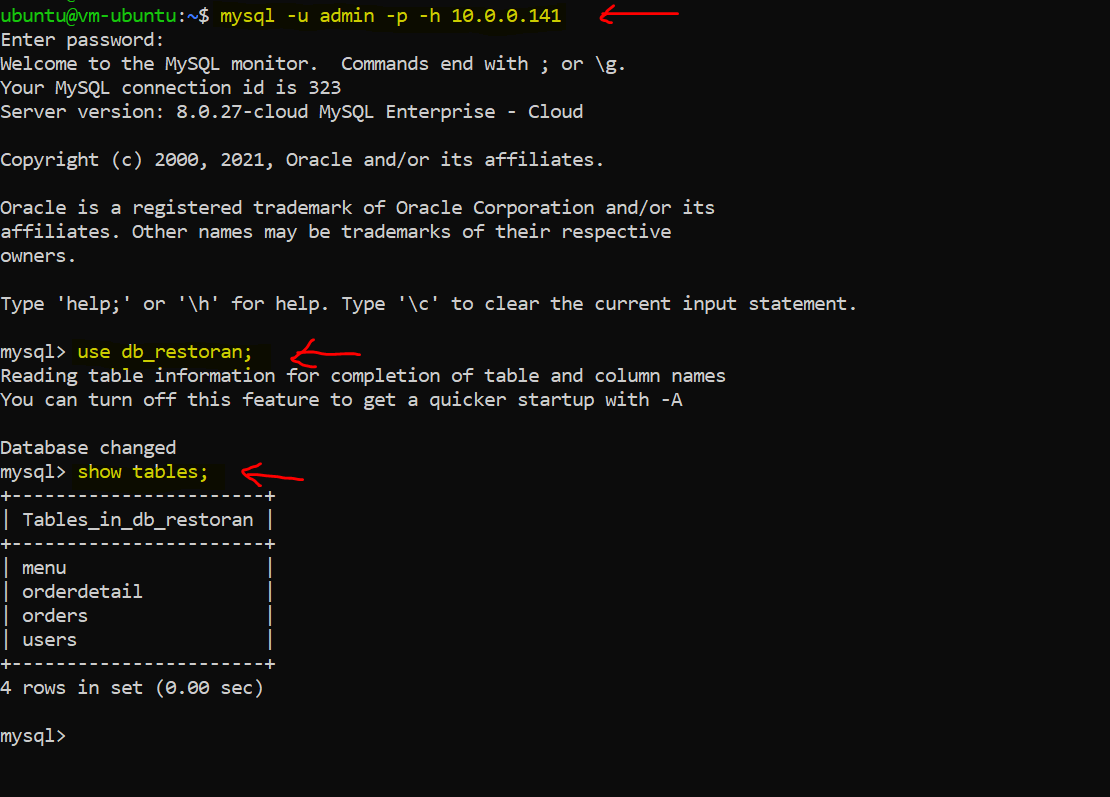 ubuntu@vm-ubuntu:~$ mysql -u admin -p -h 10.0.0.141
Enter password:
Welcome to the MySQL monitor.  Commands end with ; or \g.
Your MySQL connection id is 323
Server version: 8.0.27-cloud MySQL Enterprise - Cloud

Copyright (c) 2000, 2021, Oracle and/or its affiliates.

Oracle is a registered trademark of Oracle Corporation and/or its
affiliates. Other names may be trademarks of their respective
owners.

Type 'help;' or '\h' for help. Type '\c' to clear the current input statement.

mysql> use db_restoran;
Reading table information for completion of table and column names
You can turn off this feature to get a quicker startup with -A

Database changed
mysql> show tables;
+-----------------------+
| Tables_in_db_restoran |
+-----------------------+
| menu                  |
| orderdetail           |
| orders                |
| users                 |
+-----------------------+
4 rows in set (0.00 sec)

mysql>